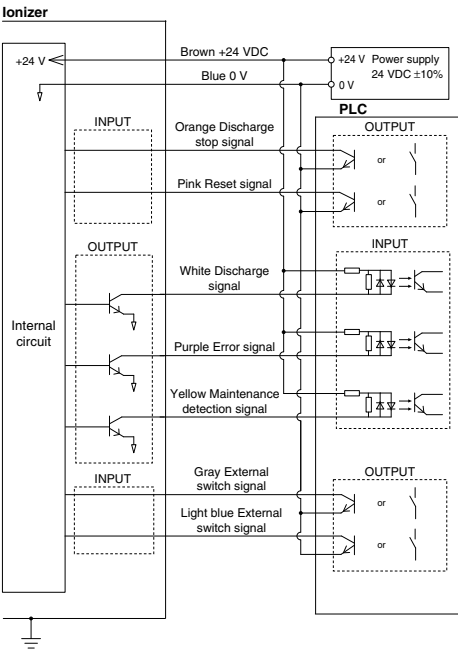 Ionizer
+24 V
Brown +24 VDC
Blue 0 V
+24 V Power supply
24 VDC ±10%
0 V
PLC
INPUT
Orange Discharge
stop signal
OUTPUT
or
Pink Reset signal
or
OUTPUT
INPUT
White Discharge
signal
Internal
circuit
Purple Error signal
Yellow Maintenance
detection signal
INPUT
Gray External
switch signal
OUTPUT
or
Light blue External
switch signal
or